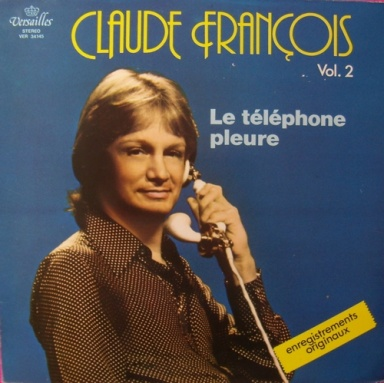 Versailles
STEREO
CLAUDE FRANÇOIS
Vol. 2
Le téléphone
pleure
enregistrements
originaux